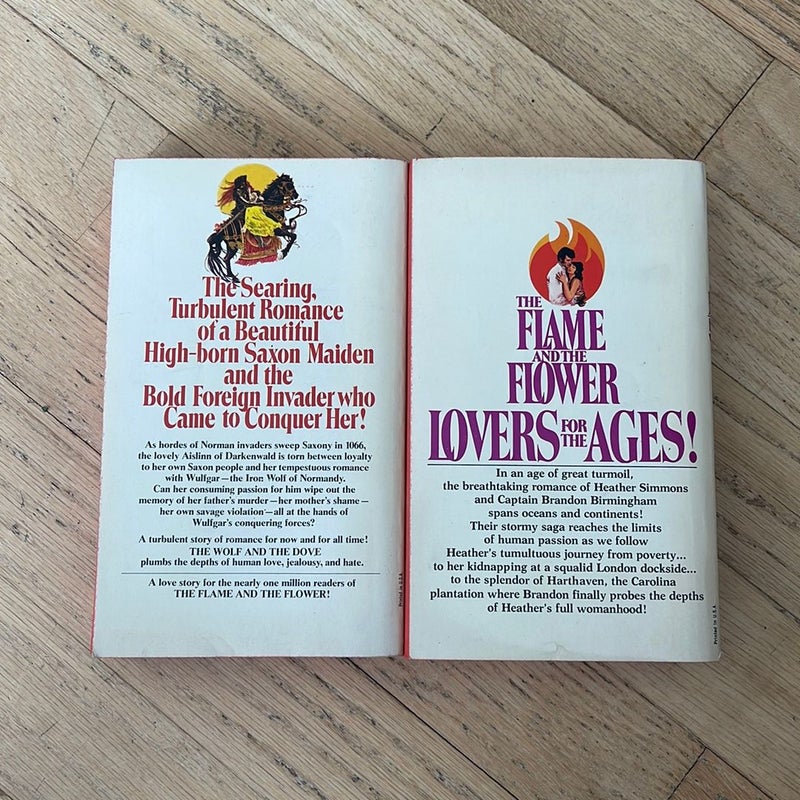 The Searing,
Turbulent Romance
of a Beautiful
High-born Saxon Maiden
and the
Bold Foreign Invader who
Came to Conquer Her!
As hordes of Norman invaders sweep Saxony in 1066,
the lovely Aislinn of Darkenwald is torn between loyalty
to her own Saxon people and her tempestuous romance
with Wulfgar—the Iron Wolf of Normandy.
Can her consuming passion for him wipe out the
memory of her father's murder—her mother's shame—
her own savage violation—all at the hands of
Wulfgar's conquering forces?
A turbulent story of romance for now and for all time!
THE WOLF AND THE DOVE
plumbs the depths of human love, jealousy, and hate.
A love story for the nearly one million readers of
THE FLAME AND THE FLOWER!
Printed in U.S.A.
THE
FLAME
AND THE
FLOWER
LOVERS FOR THE AGES!
In an age of great turmoil,
the breathtaking romance of Heather Simmons
and Captain Brandon Birmingham
spans oceans and continents!
Their stormy saga reaches the limits
of human passion as we follow
Heather's tumultuous journey from poverty...
to her kidnapping at a squalid London dockside...
to the splendor of Harthaven, the Carolina
plantation where Brandon finally probes the depths
of Heather's full womanhood!
Printed in U.S.A.